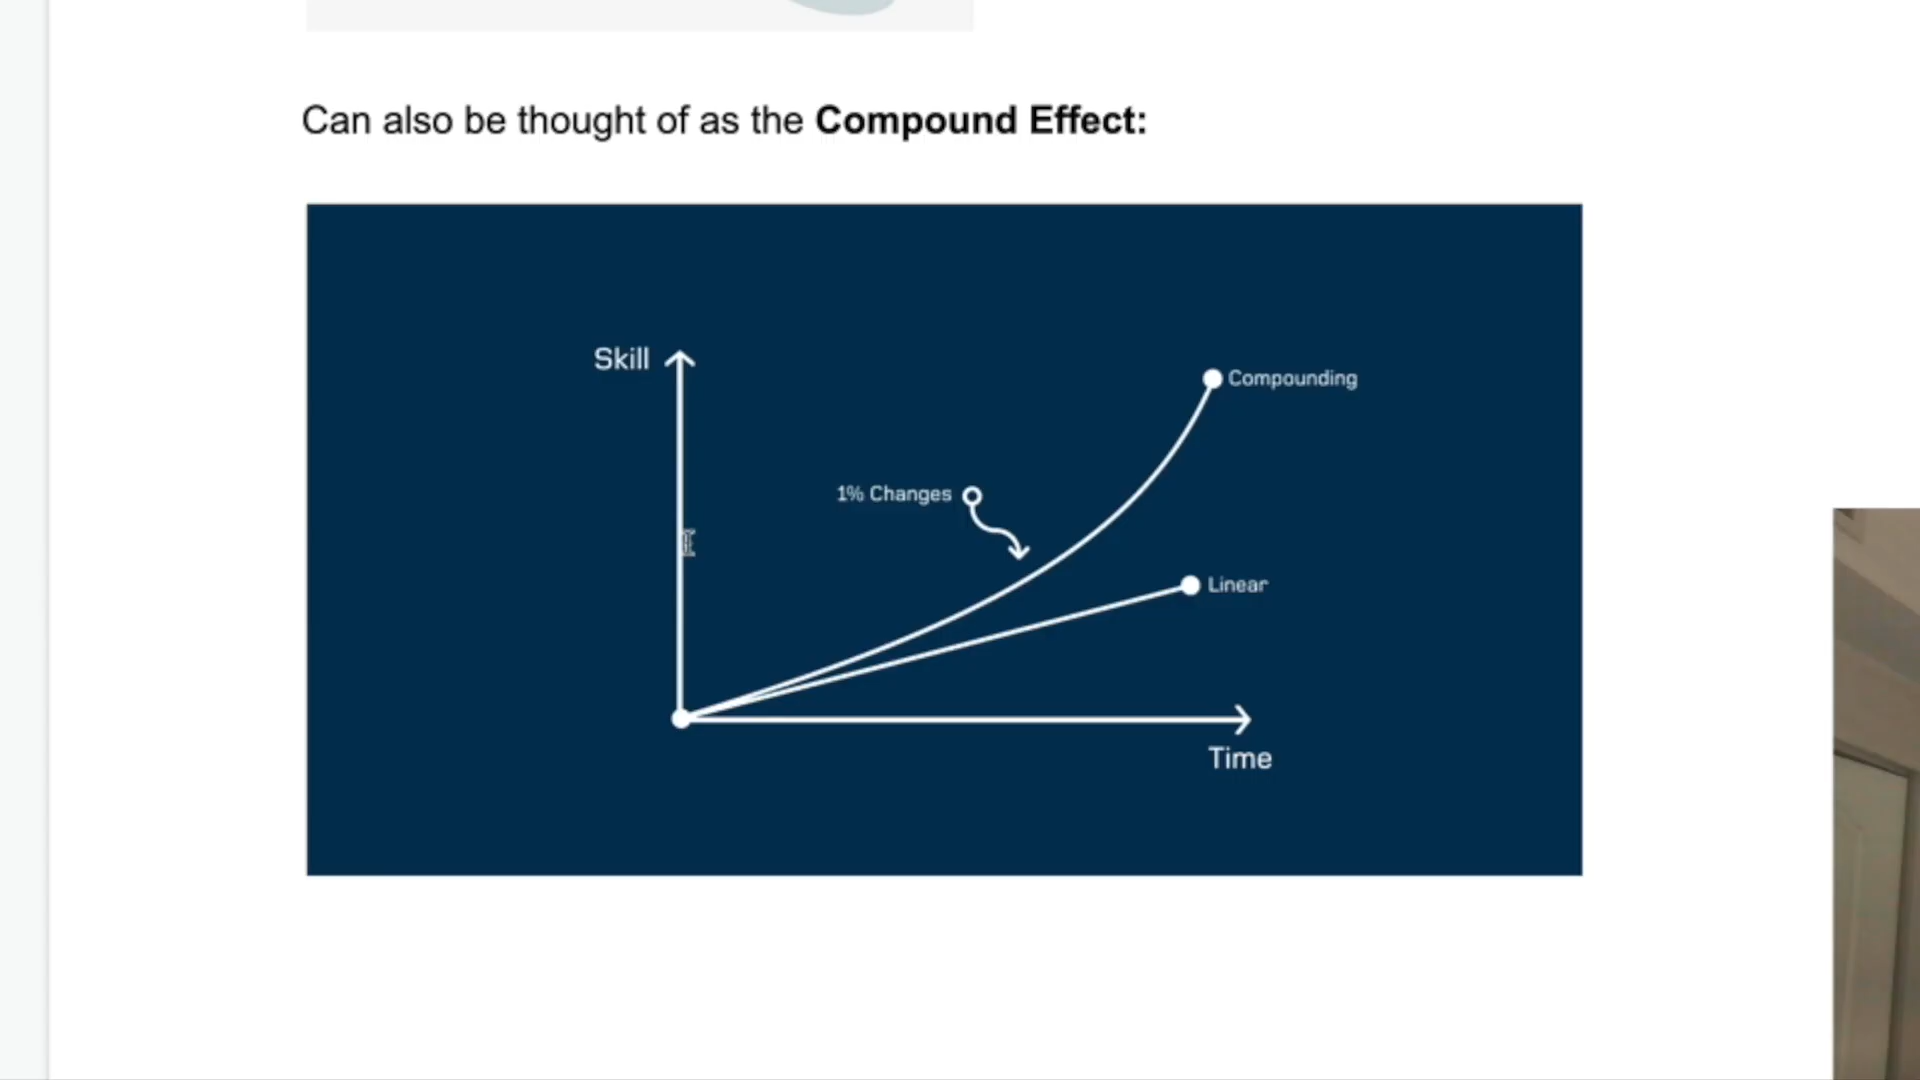 Can also be thought of as the Compound Effect:
Skill
Compounding
1% Changes
Linear
Time